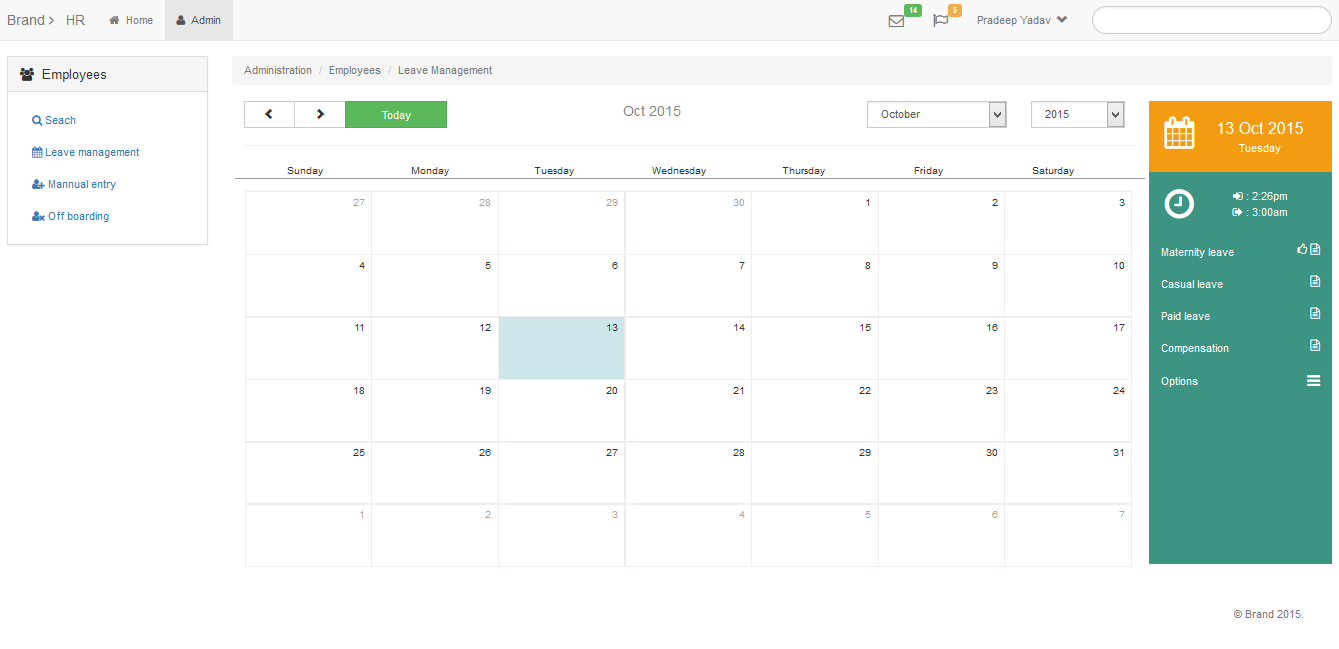 Brand HR Home Admin 14 5 Pradeep Yadav
Employees
Seach
Leave management
Mannual entry
Off boarding
Administration / Employees / Leave Management
Today Oct 2015 October 2015
Sunday Monday Tuesday Wednesday Thursday Friday Saturday
27 28 29 30 1 2 3
4 5 6 7 8 9 10
11 12 13 14 15 16 17
18 19 20 21 22 23 24
25 26 27 28 29 30 31
1 2 3 4 5 6 7
13 Oct 2015
Tuesday
: 2:26pm
: 3:00am
Maternity leave
Casual leave
Paid leave
Compensation
Options
© Brand 2015.